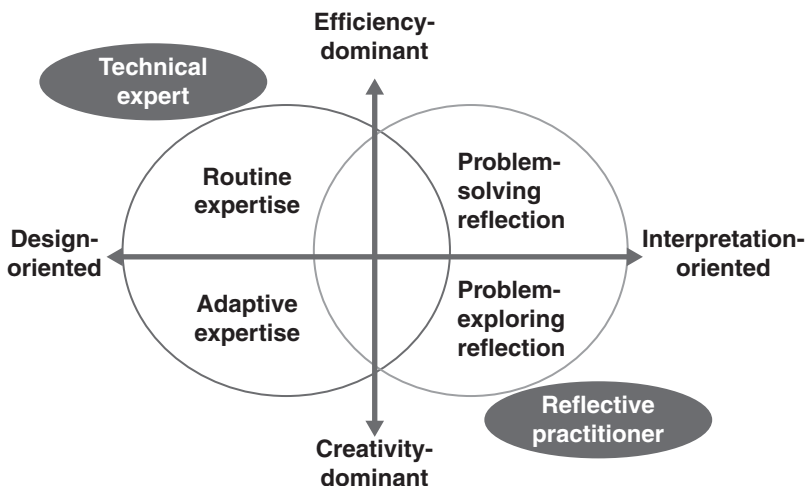 Efficiency-
dominant
Technical
expert
Routine
expertise
Problem-
solving
reflection
Design-
oriented
Interpretation-
oriented
Adaptive
expertise
Problem-
exploring
reflection
Reflective
practitioner
Creativity-
dominant